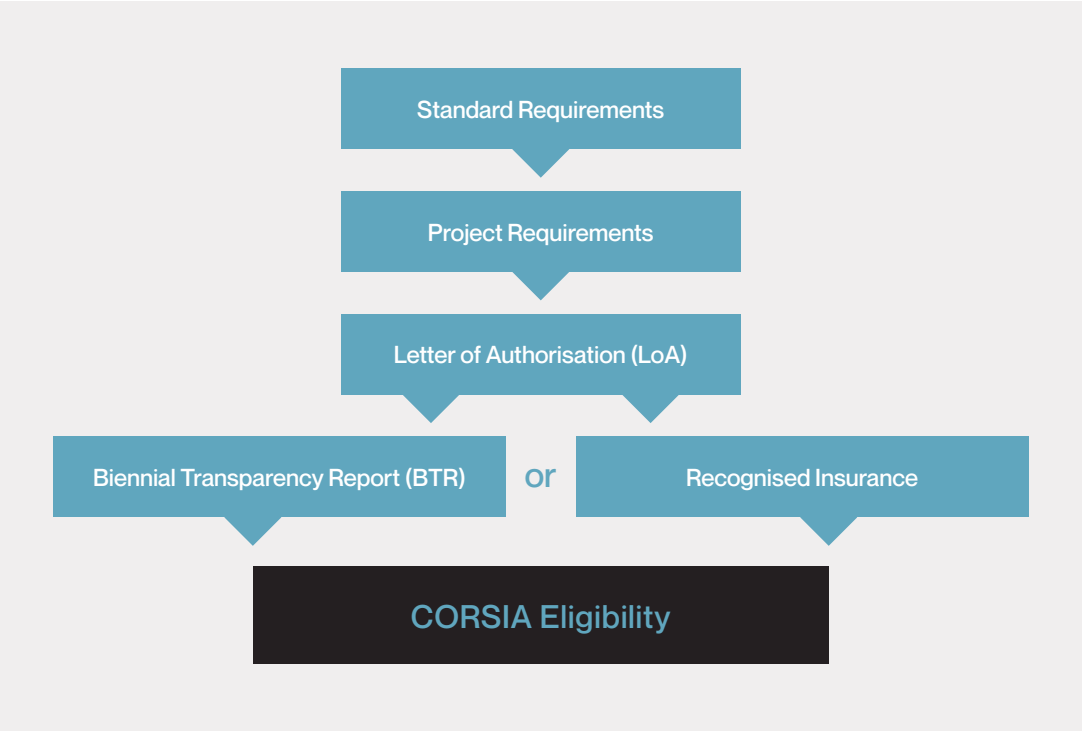 Standard Requirements
Project Requirements
Letter of Authorisation (LoA)
Biennial Transparency Report (BTR)
or
Recognised Insurance
CORSIA Eligibility